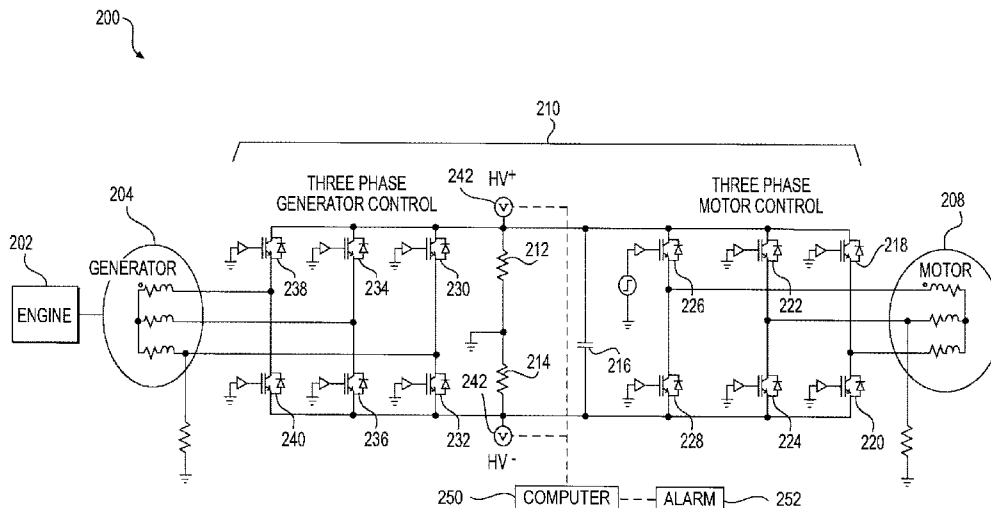 200
210
204
THREE PHASE
GENERATOR CONTROL
242
HV+
THREE PHASE
MOTOR CONTROL
208
202
GENERATOR
238
234
230
212
226
222
218
MOTOR
ENGINE
214
216
240
236
232
242
HV-
228
224
220
250
COMPUTER
ALARM
252